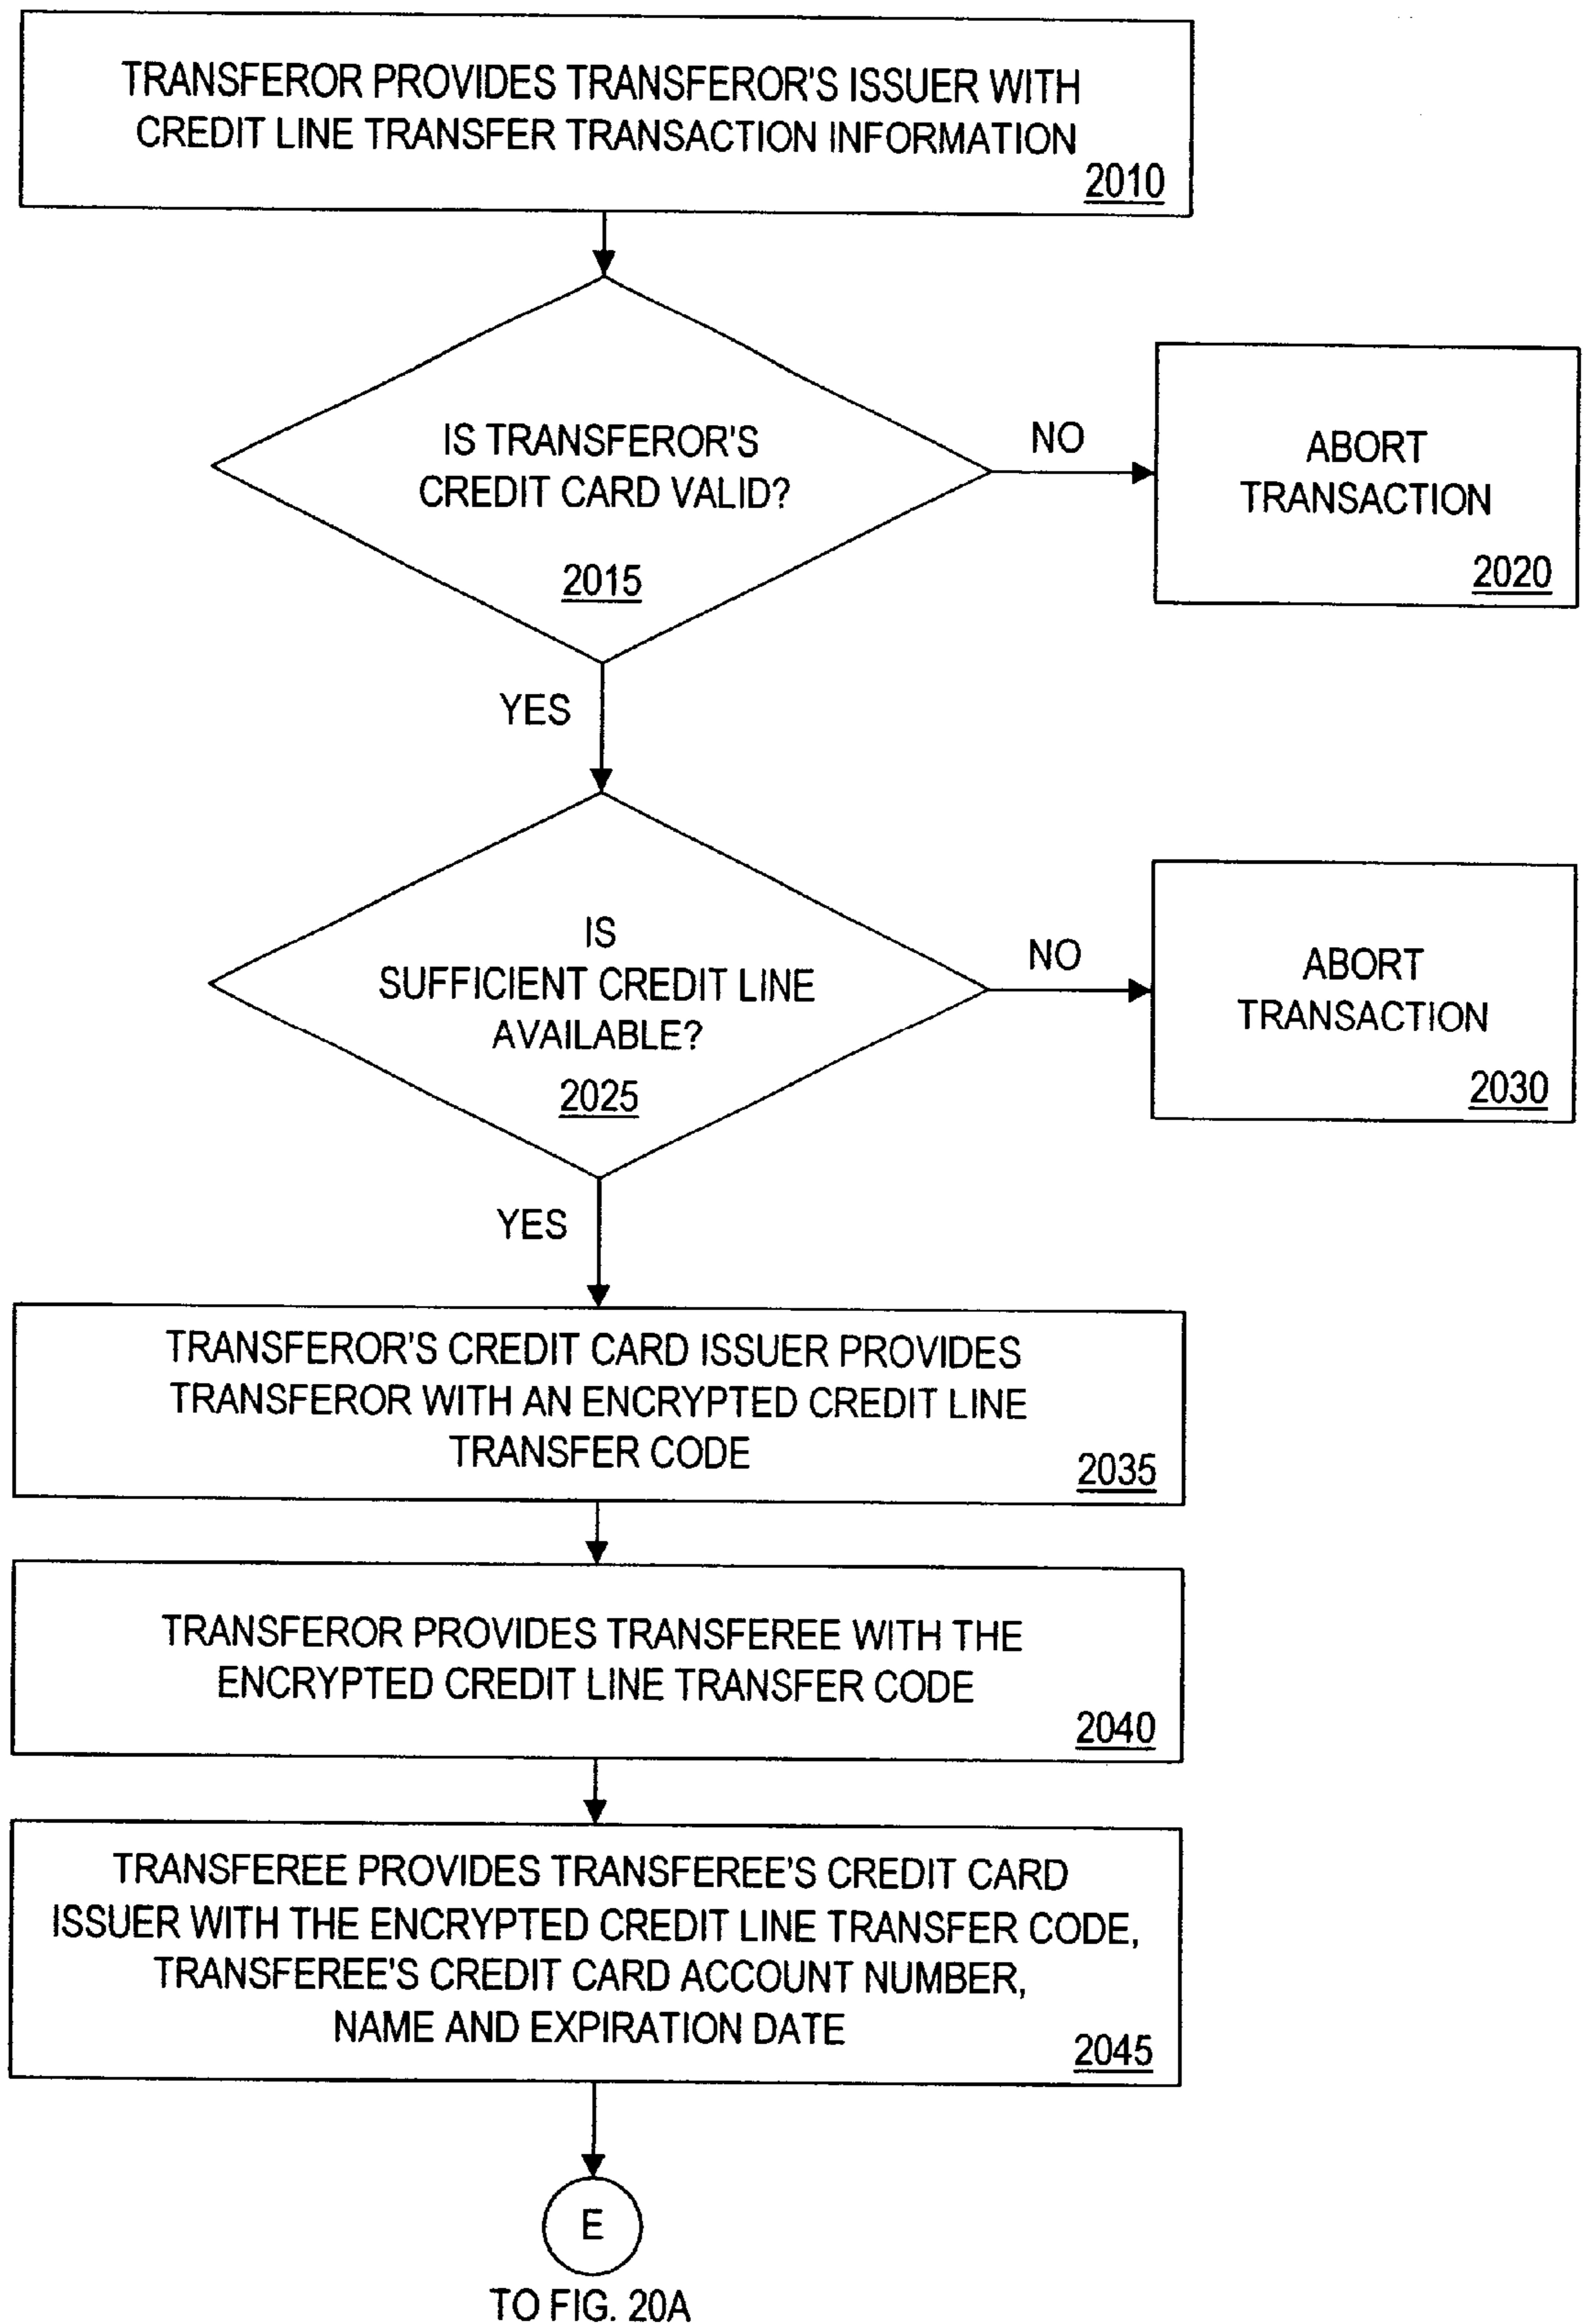 TRANSFEROR PROVIDES TRANSFEROR'S ISSUER WITH
CREDIT LINE TRANSFER TRANSACTION INFORMATION
2010
IS TRANSFEROR'S
CREDIT CARD VALID?
2015
NO
ABORT
TRANSACTION
2020
YES
IS
SUFFICIENT CREDIT LINE
AVAILABLE?
2025
NO
ABORT
TRANSACTION
2030
YES
TRANSFEROR'S CREDIT CARD ISSUER PROVIDES
TRANSFEROR WITH AN ENCRYPTED CREDIT LINE
TRANSFER CODE
2035
TRANSFEROR PROVIDES TRANSFEREE WITH THE
ENCRYPTED CREDIT LINE TRANSFER CODE
2040
TRANSFEREE PROVIDES TRANSFEREE'S CREDIT CARD
ISSUER WITH THE ENCRYPTED CREDIT LINE TRANSFER CODE,
TRANSFEREE'S CREDIT CARD ACCOUNT NUMBER,
NAME AND EXPIRATION DATE
2045
E
TO FIG. 20A